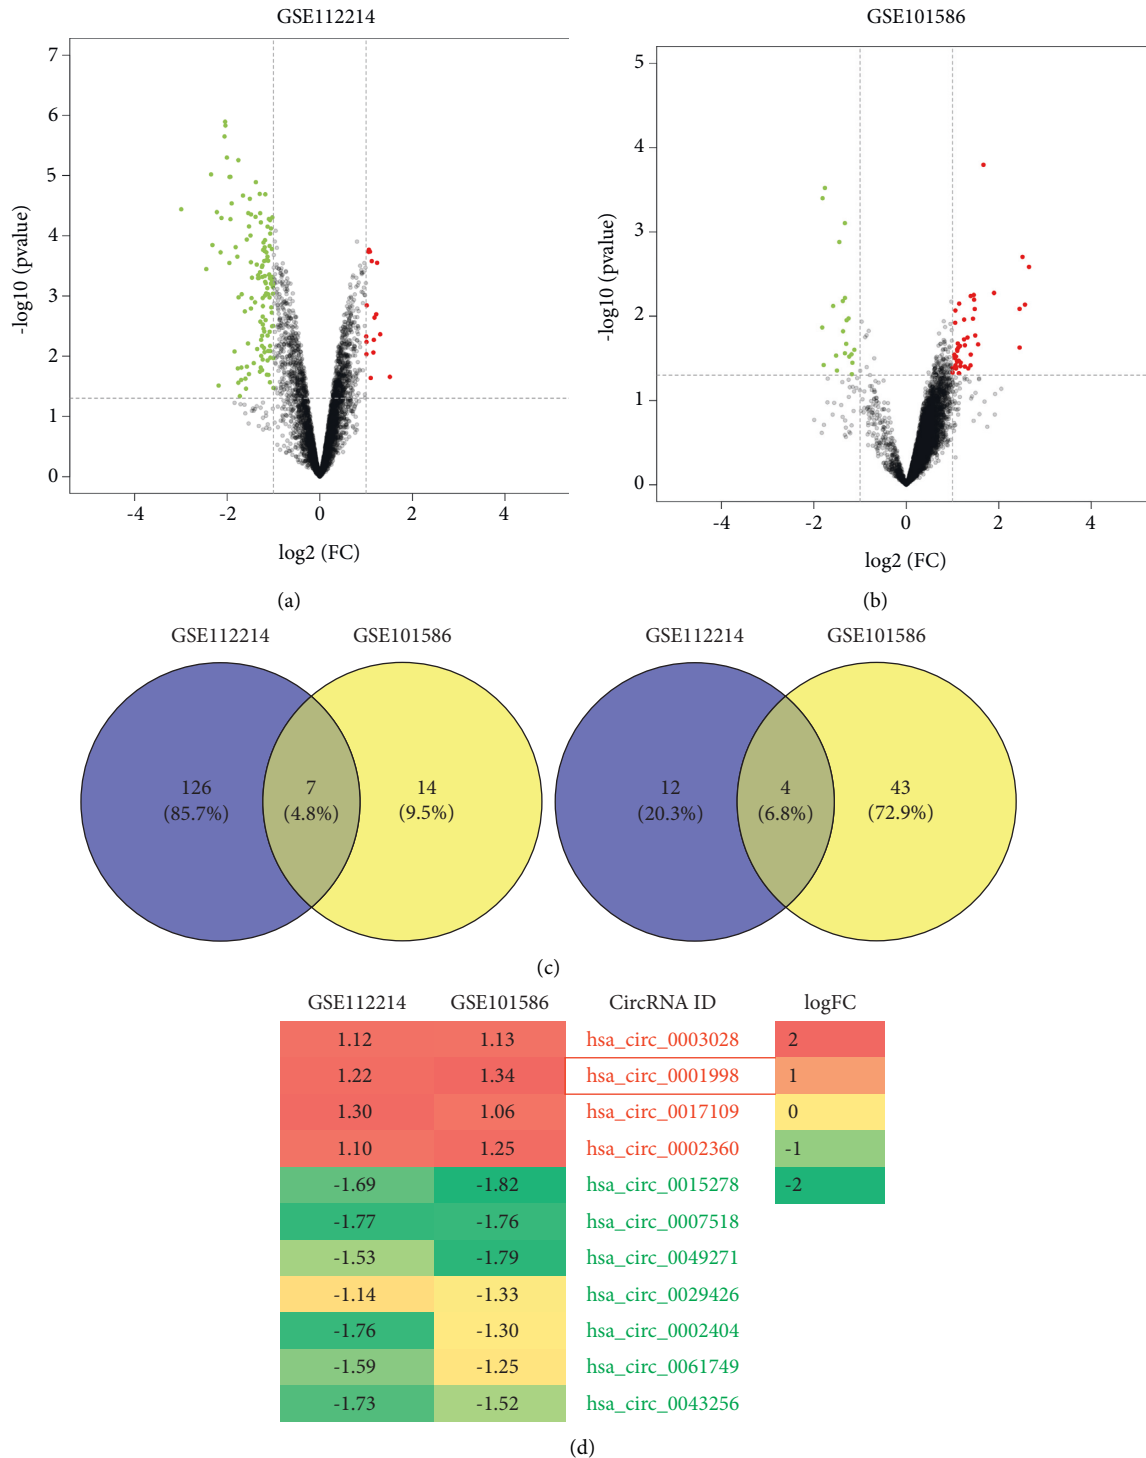 GSE112214
7
6
5
4
3
2
1
0
-log10 (pvalue)
-4 -2 0 2 4
log2 (FC)
(a)
GSE101586
5
4
3
2
1
0
-log10 (pvalue)
-4 -2 0 2 4
log2 (FC)
(b)
GSE112214 GSE101586
126 7 14
(85.7%) (4.8%) (9.5%)
GSE112214 GSE101586
12 4 43
(20.3%) (6.8%) (72.9%)
(c)
GSE112214 GSE101586 CircRNA ID logFC
1.12 1.13 hsa_circ_0003028 2
1.22 1.34 hsa_circ_0001998 1
1.30 1.06 hsa_circ_0017109 0
1.10 1.25 hsa_circ_0002360 -1
-1.69 -1.82 hsa_circ_0015278 -2
-1.77 -1.76 hsa_circ_0007518
-1.53 -1.79 hsa_circ_0049271
-1.14 -1.33 hsa_circ_0029426
-1.76 -1.30 hsa_circ_0002404
-1.59 -1.25 hsa_circ_0061749
-1.73 -1.52 hsa_circ_0043256
(d)